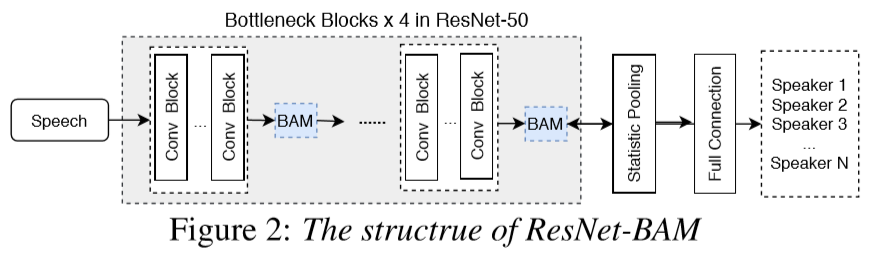 Bottleneck Blocks x 4 in ResNet-50
Speech
Conv Block
...
Conv Block
BAM
......
Conv Block
...
Conv Block
BAM
Statistic Pooling
Full Connection
Speaker 1
Speaker 2
Speaker 3
...
Speaker N
Figure 2: The structrue of ResNet-BAM